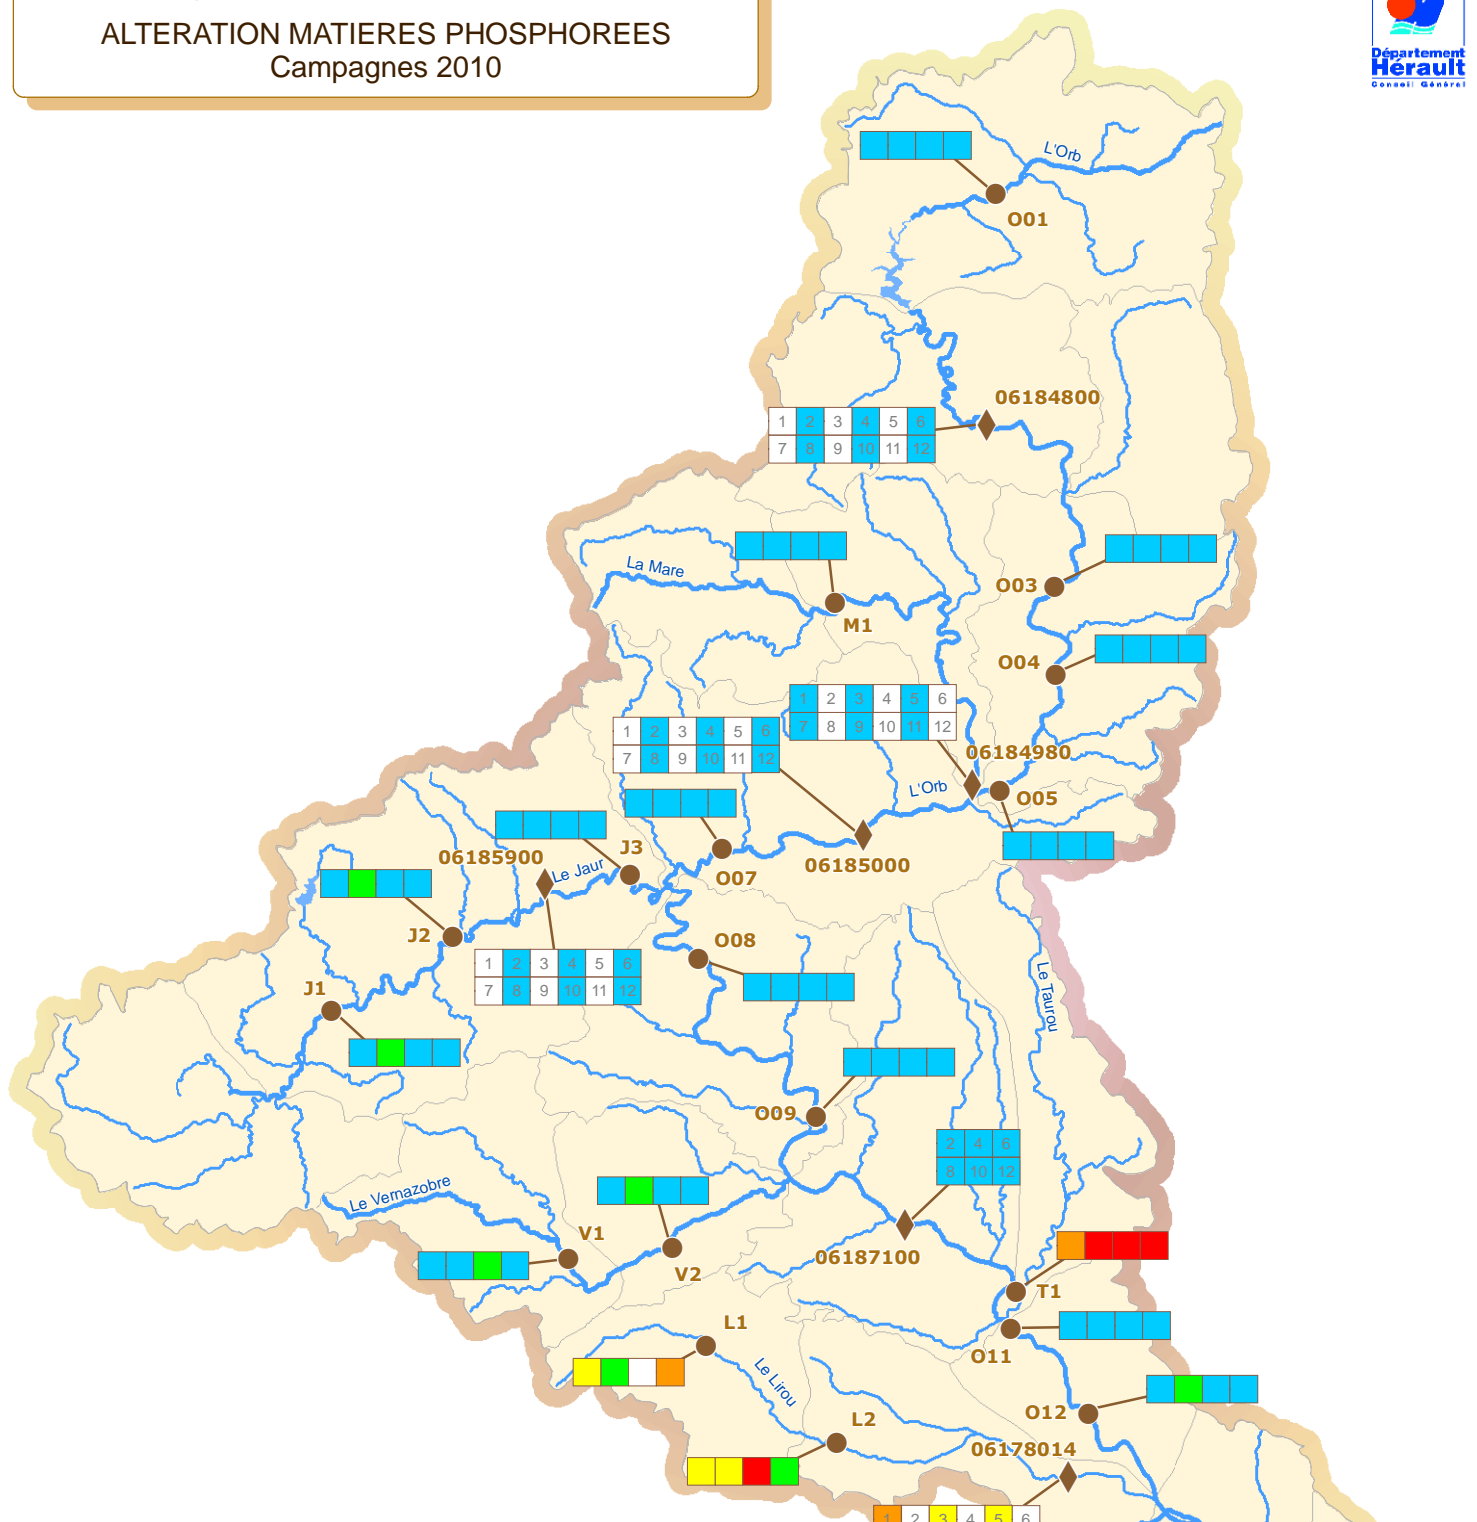 ALTERATION MATIERES PHOSPHOREES
Campagnes 2010
Département
Hérault
Conseil Général
L'Orb
O01
06184800
1 2 3 4 5 6
7 8 9 10 11 12
La Mare
M1
O03
O04
1 2 3 4 5 6
7 8 9 10 11 12
1 2 3 4 5 6
7 8 9 10 11 12
06184980
L'Orb
O05
06185000
O07
J3
06185900
Le Jaur
J2
O08
1 2 3 4 5 6
7 8 9 10 11 12
J1
Le Taurou
O09
2 4 6
8 10 12
Le Vernazobre
V1
V2
06187100
T1
L1
O11
Le Lirou
O12
L2
06178014
1 2 3 4 5 6